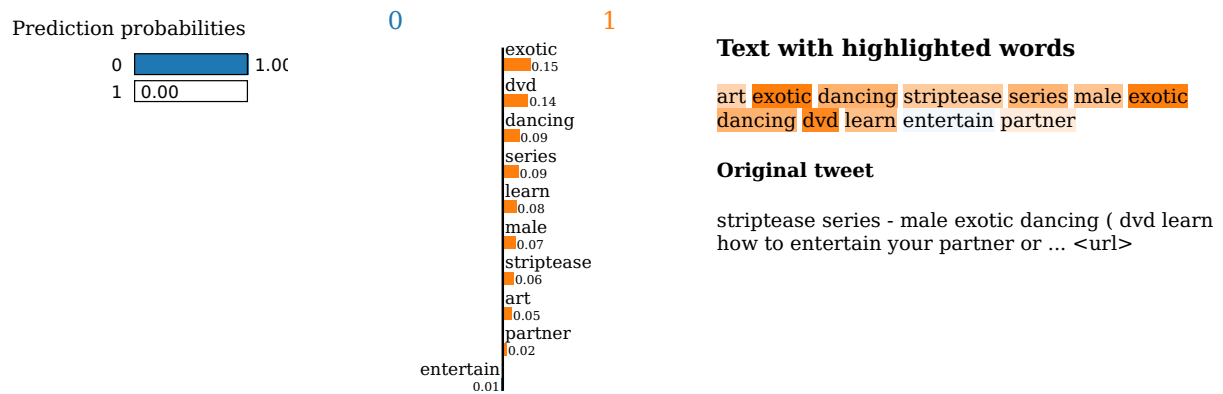 Prediction probabilities
0 1.00
1 0.00
0 1
exotic
0.15
dvd
0.14
dancing
0.09
series
0.09
learn
0.08
male
0.07
striptease
0.06
art
0.05
partner
0.02
entertain
0.01
Text with highlighted words
art exotic dancing striptease series male exotic
dancing dvd learn entertain partner
Original tweet
striptease series - male exotic dancing ( dvd learn
how to entertain your partner or ... <url>